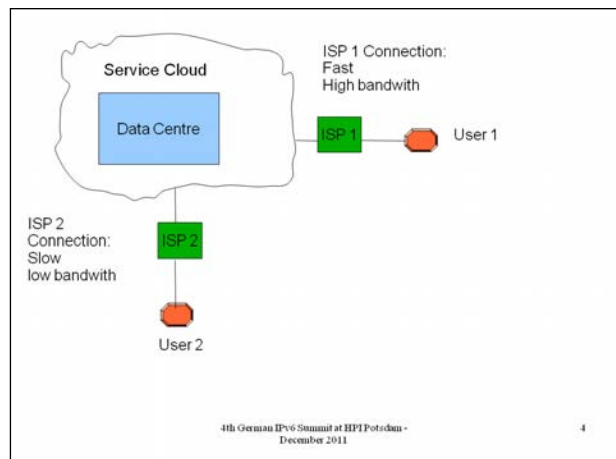 Service Cloud
Data Centre
ISP 1 Connection:
Fast
High bandwith
ISP 1
User 1
ISP 2
Connection:
Slow
low bandwith
ISP 2
User 2
4th German IPv6 Summit at HPI Potsdam -
December 2011
4